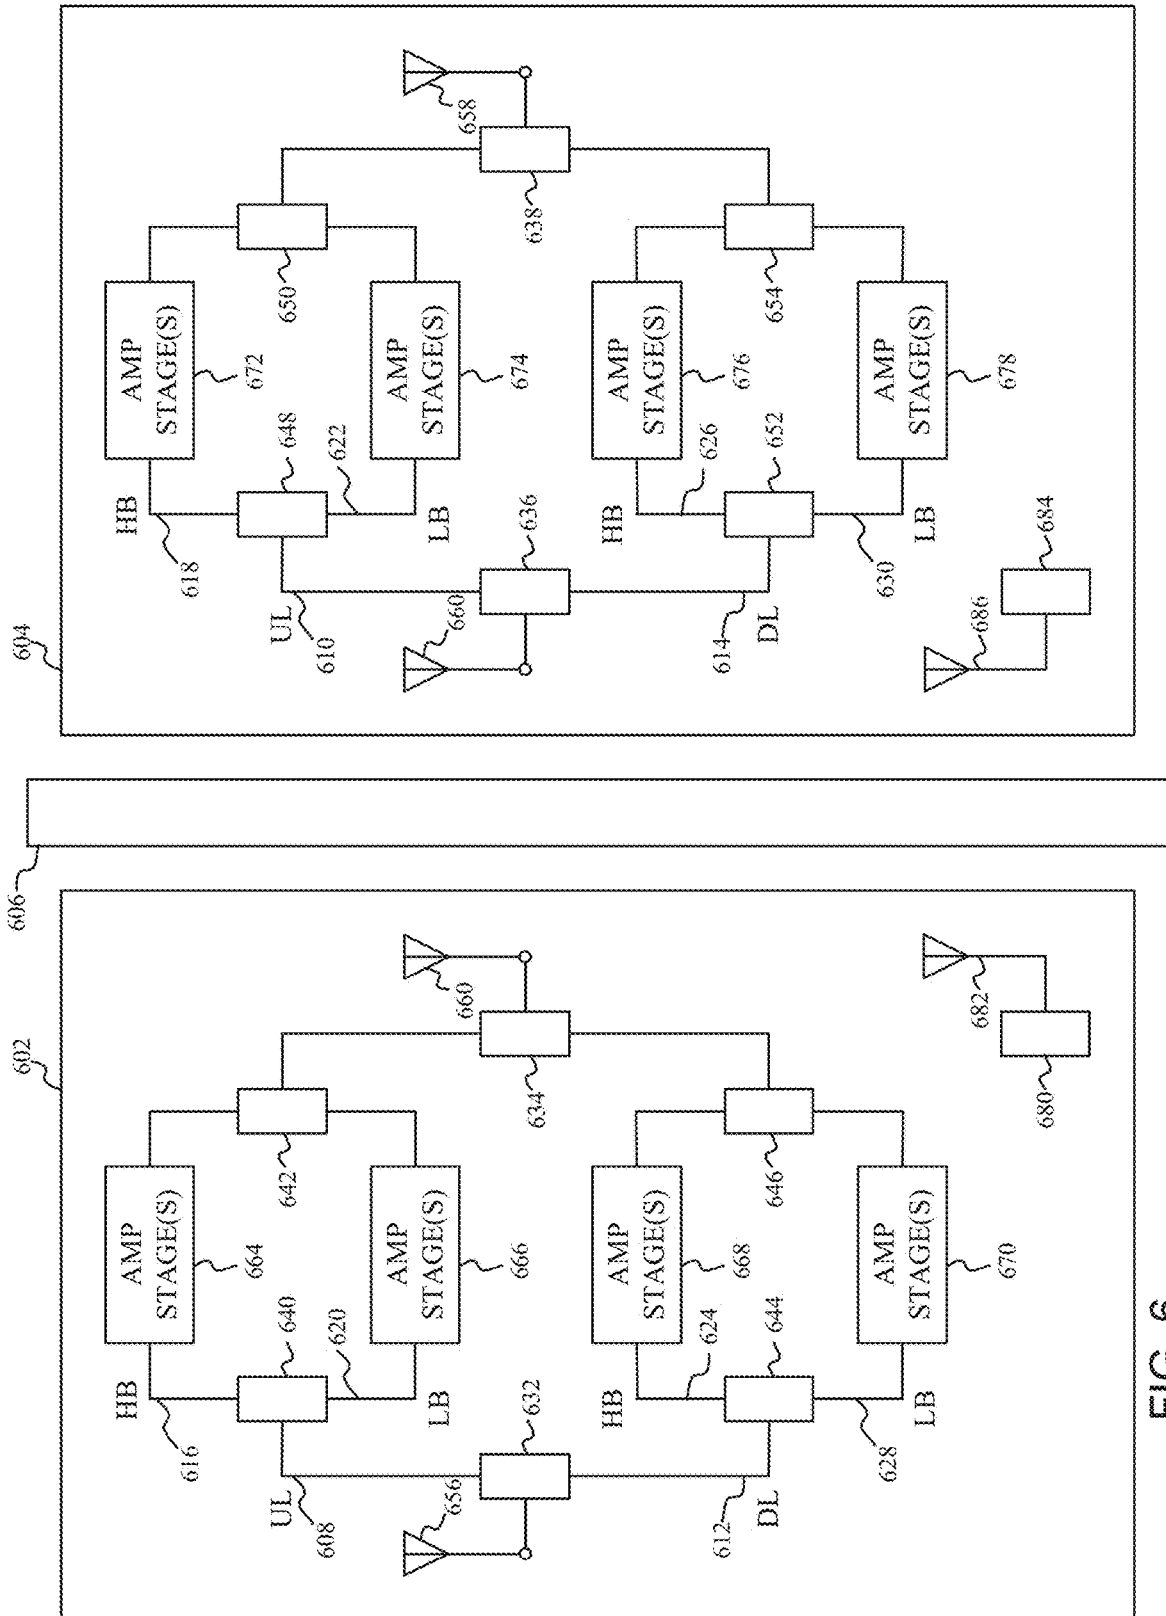 602
606
604
HB
616
640
AMP
STAGE(S)
664
642
UL
608
620
LB
666
AMP
STAGE(S)
656
632
634
660
HB
624
AMP
STAGE(S)
668
612
DL
644
646
628
LB
AMP
STAGE(S)
670
680
682
HB
618
648
AMP
STAGE(S)
672
650
UL
610
622
LB
AMP
STAGE(S)
674
660
636
638
658
HB
626
AMP
STAGE(S)
676
614
DL
652
654
630
LB
AMP
STAGE(S)
678
686
684
FIG. 6